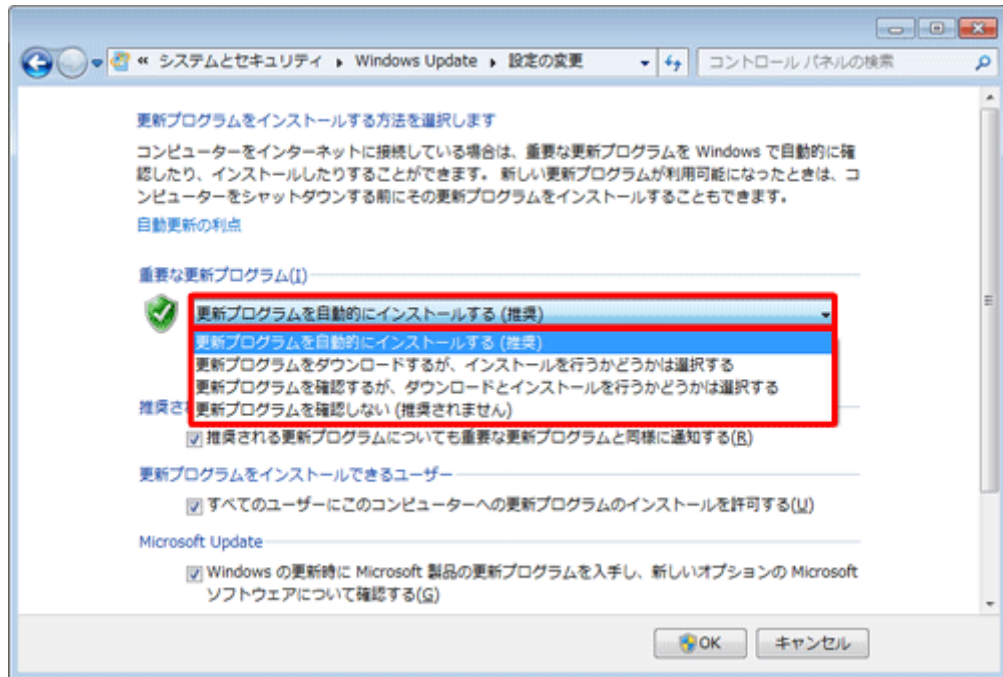 « システムとセキュリティ ▸ Windows Update ▸ 設定の変更
コントロール パネルの検索
更新プログラムをインストールする方法を選択します
コンピューターをインターネットに接続している場合は、重要な更新プログラムを Windows で自動的に確
認したり、インストールしたりすることができます。 新しい更新プログラムが利用可能になったときは、コ
ンピューターをシャットダウンする前にその更新プログラムをインストールすることもできます。
自動更新の利点
重要な更新プログラム(I)
更新プログラムを自動的にインストールする (推奨)
更新プログラムを自動的にインストールする (推奨)
更新プログラムをダウンロードするが、インストールを行うかどうかは選択する
更新プログラムを確認するが、ダウンロードとインストールを行うかどうかは選択する
推奨さ
更新プログラムを確認しない (推奨されません)
推奨される更新プログラムについても重要な更新プログラムと同様に通知する(R)
更新プログラムをインストールできるユーザー
すべてのユーザーにこのコンピューターへの更新プログラムのインストールを許可する(U)
Microsoft Update
Windows の更新時に Microsoft 製品の更新プログラムを入手し、新しいオプションの Microsoft
ソフトウェアについて確認する(G)
OK
キャンセル